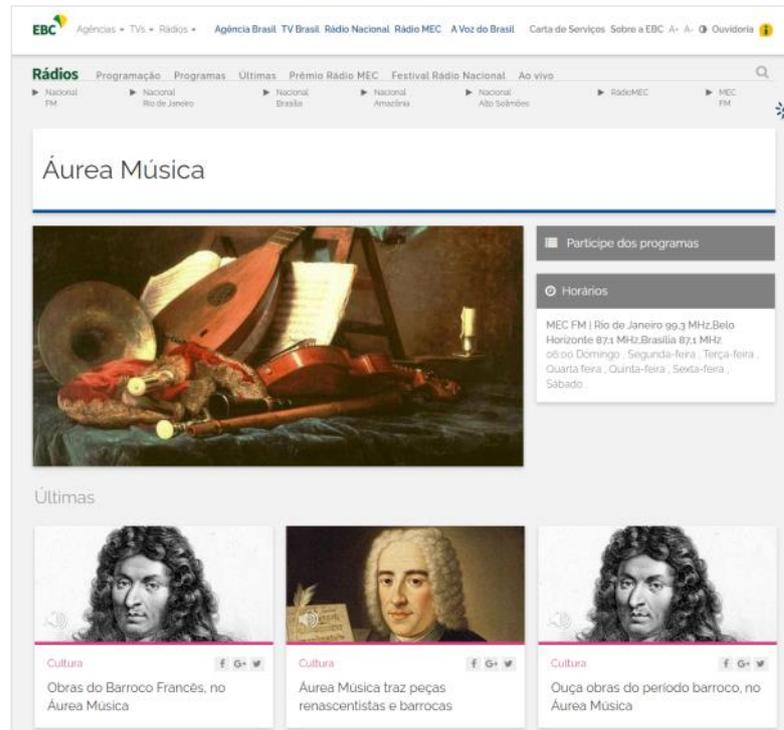 EBC Agências TVs Rádios Agência Brasil TV Brasil Rádio Nacional Rádio MEC A Voz do Brasil Carta de Serviços Sobre a EBC A+ A- Ouvidoria i
Rádios Programação Programas Últimas Prêmio Rádio MEC Festival Rádio Nacional Ao vivo
Nacional FM
Nacional Rio de Janeiro
Nacional Brasília
Nacional Amazônia
Nacional Alto Solimões
RádioMEC
MEC FM
Áurea Música
Participe dos programas
Horários
MEC FM | Rio de Janeiro 99,3 MHz,Belo
Horizonte 87,1 MHz,Brasília 87,1 MHz
06:00 Domingo , Segunda-feira , Terça-feira ,
Quarta feira , Quinta-feira , Sexta-feira ,
Sábado .
Últimas
Cultura f G+
Obras do Barroco Francês, no
Áurea Música
Cultura f G+
Áurea Música traz peças
renascentistas e barrocas
Cultura f G+
Ouça obras do período barroco, no
Áurea Música